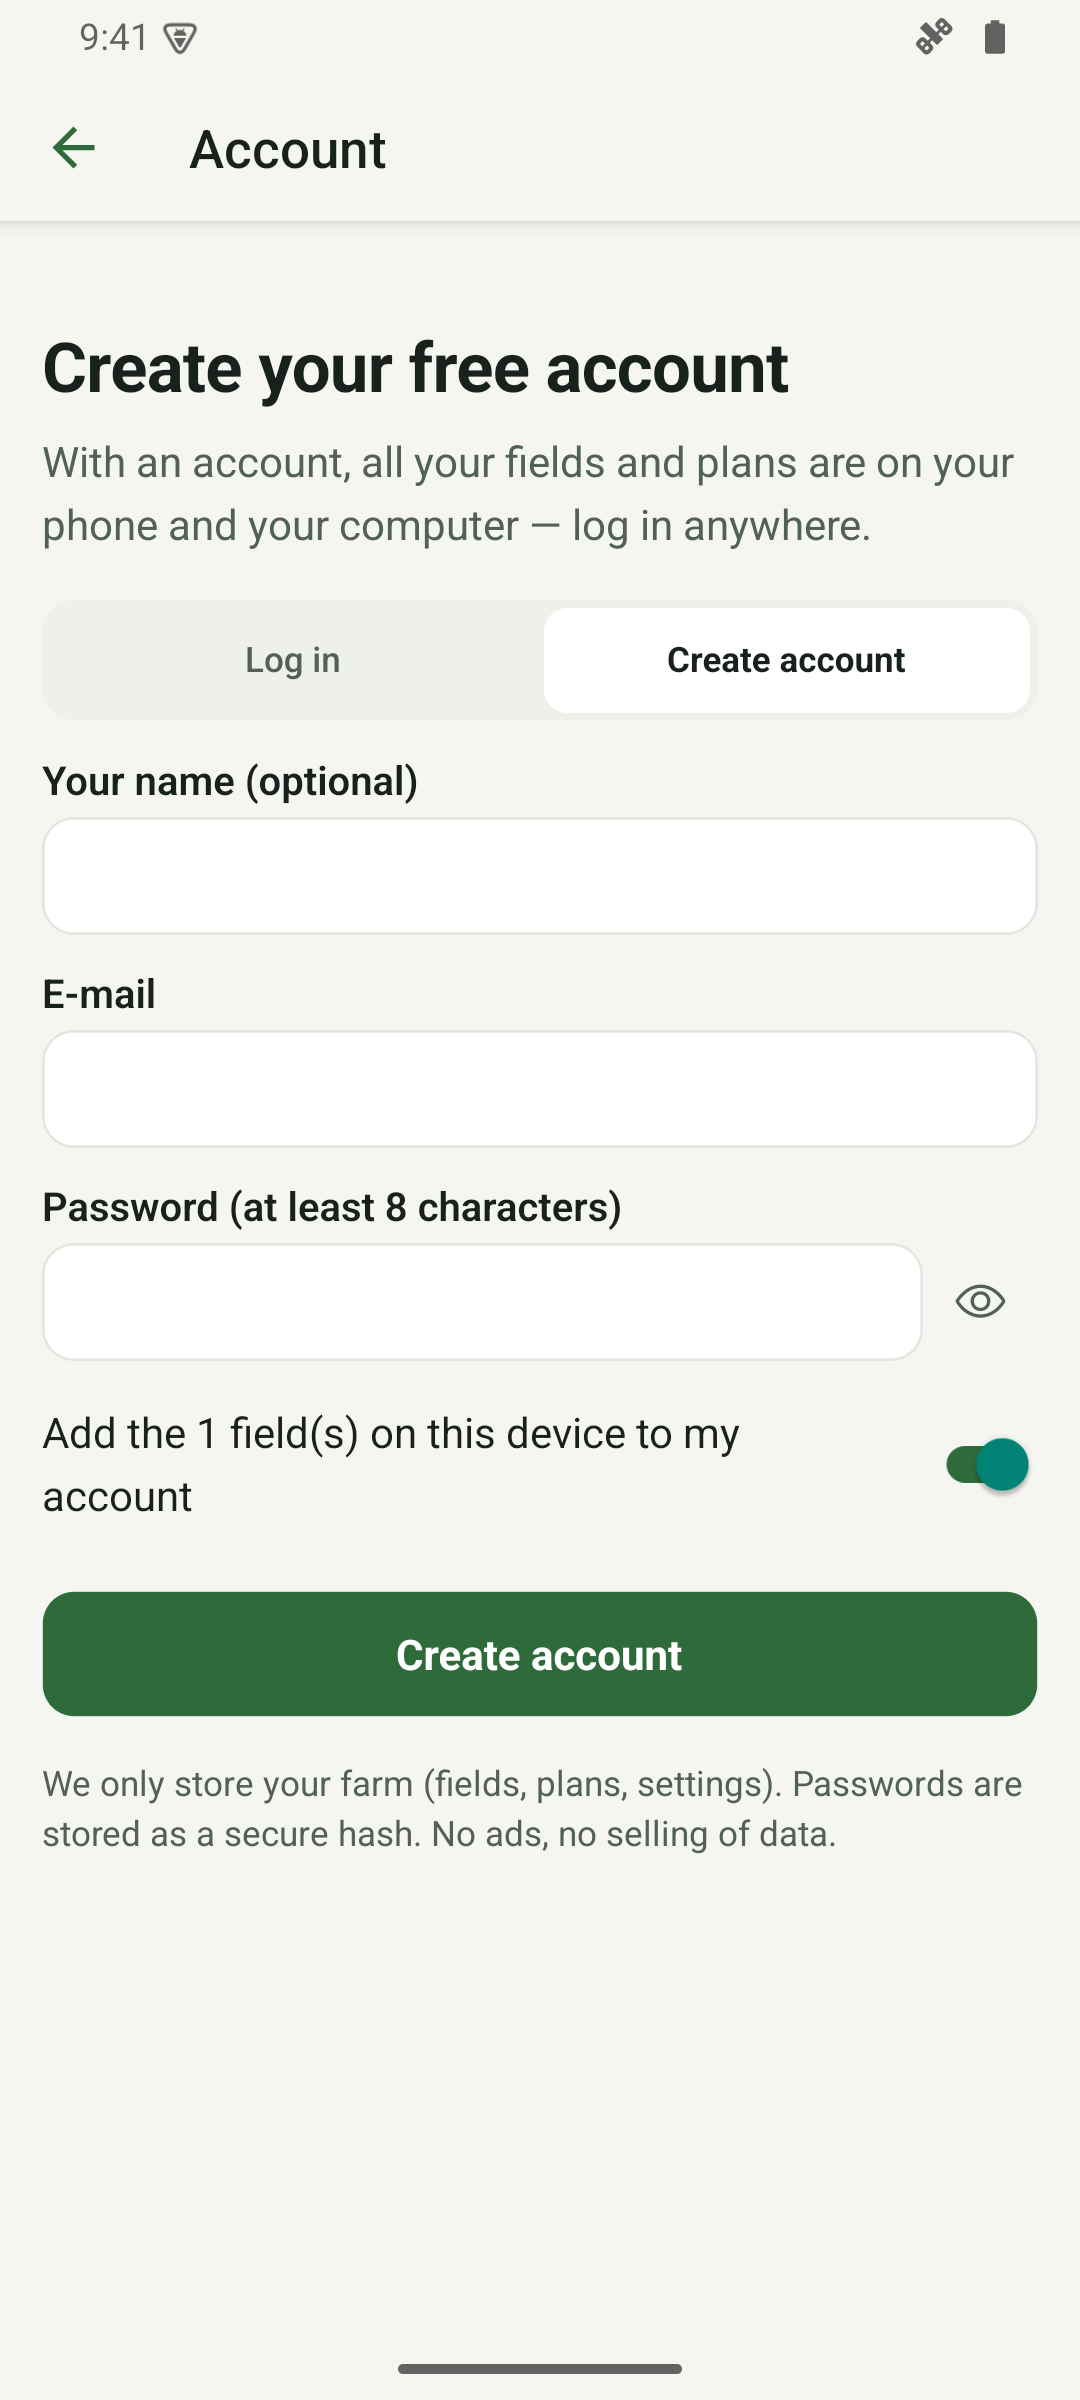 9:41
Account
Create your free account
With an account, all your fields and plans are on your
phone and your computer — log in anywhere.
Log in
Create account
Your name (optional)
E-mail
Password (at least 8 characters)
Add the 1 field(s) on this device to my
account
Create account
We only store your farm (fields, plans, settings). Passwords are
stored as a secure hash. No ads, no selling of data.